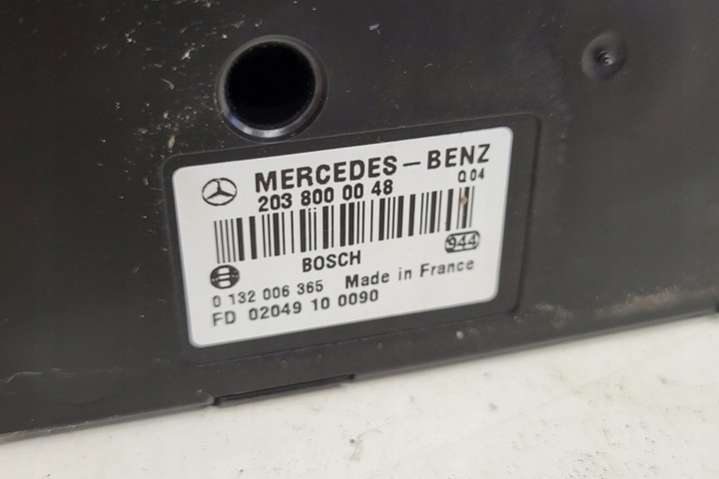 MERCEDES-BENZ
203 800 00 48 Q04
BOSCH 944
0 132 006 365 Made in France
FD 02049 10 0090